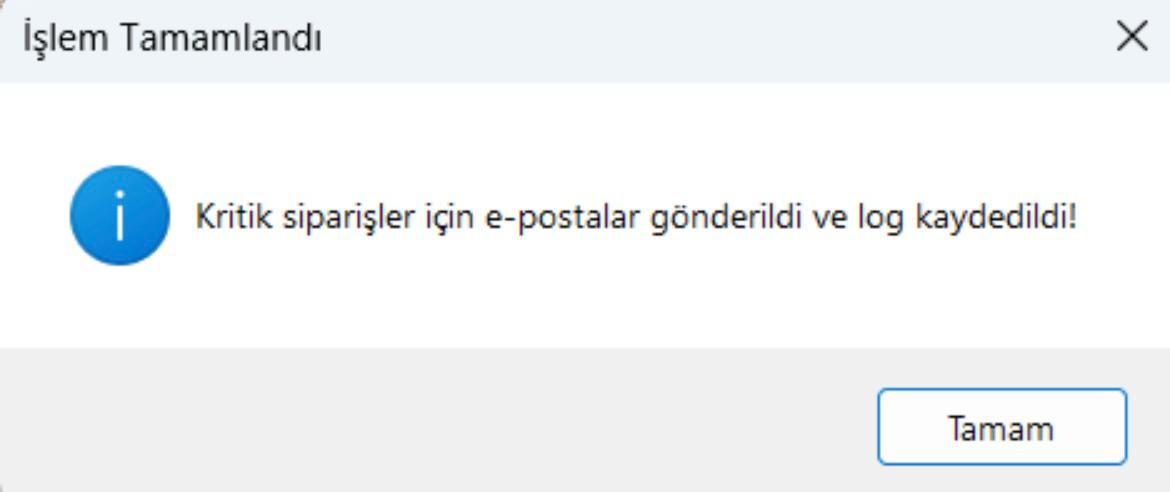 İşlem Tamamlandı
Kritik siparişler için e-postalar gönderildi ve log kaydedildi!
Tamam